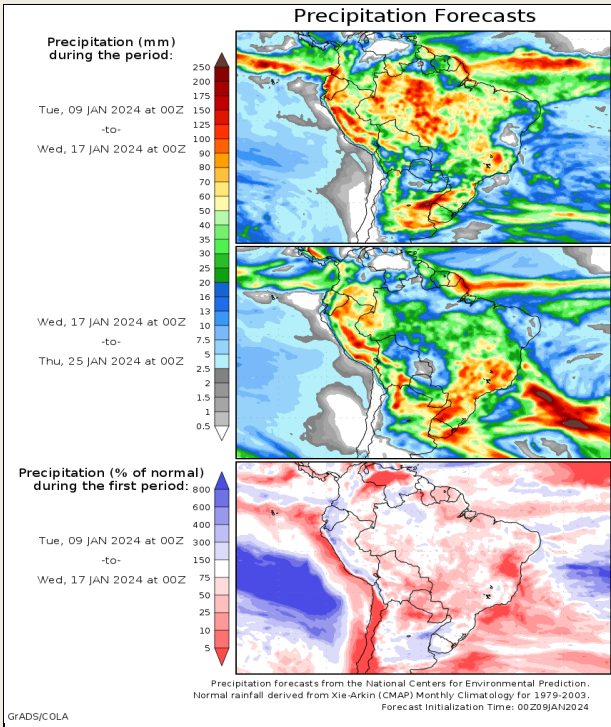 Precipitation Forecasts
Precipitation (mm)
during the period:
Tue, 09 JAN 2024 at 00Z
-to-
Wed, 17 JAN 2024 at 00Z
250
200
175
150
125
100
90
80
70
60
50
40
35
30
25
20
16
13
10
7.5
5
2.5
2
1.5
1
0.5
Wed, 17 JAN 2024 at 00Z
-to-
Thu, 25 JAN 2024 at 00Z
Precipitation (% of normal)
during the first period:
Tue, 09 JAN 2024 at 00Z
-to-
Wed, 17 JAN 2024 at 00Z
800
600
400
300
150
75
50
25
10
5
Precipitation forecasts from the National Centers for Environmental Prediction.
Normal rainfall derived from Xie-Arkin (CMAP) Monthly Climatology for 1979-2003.
Forecast Initialization Time: 00Z09JAN2024
GrADS/COLA